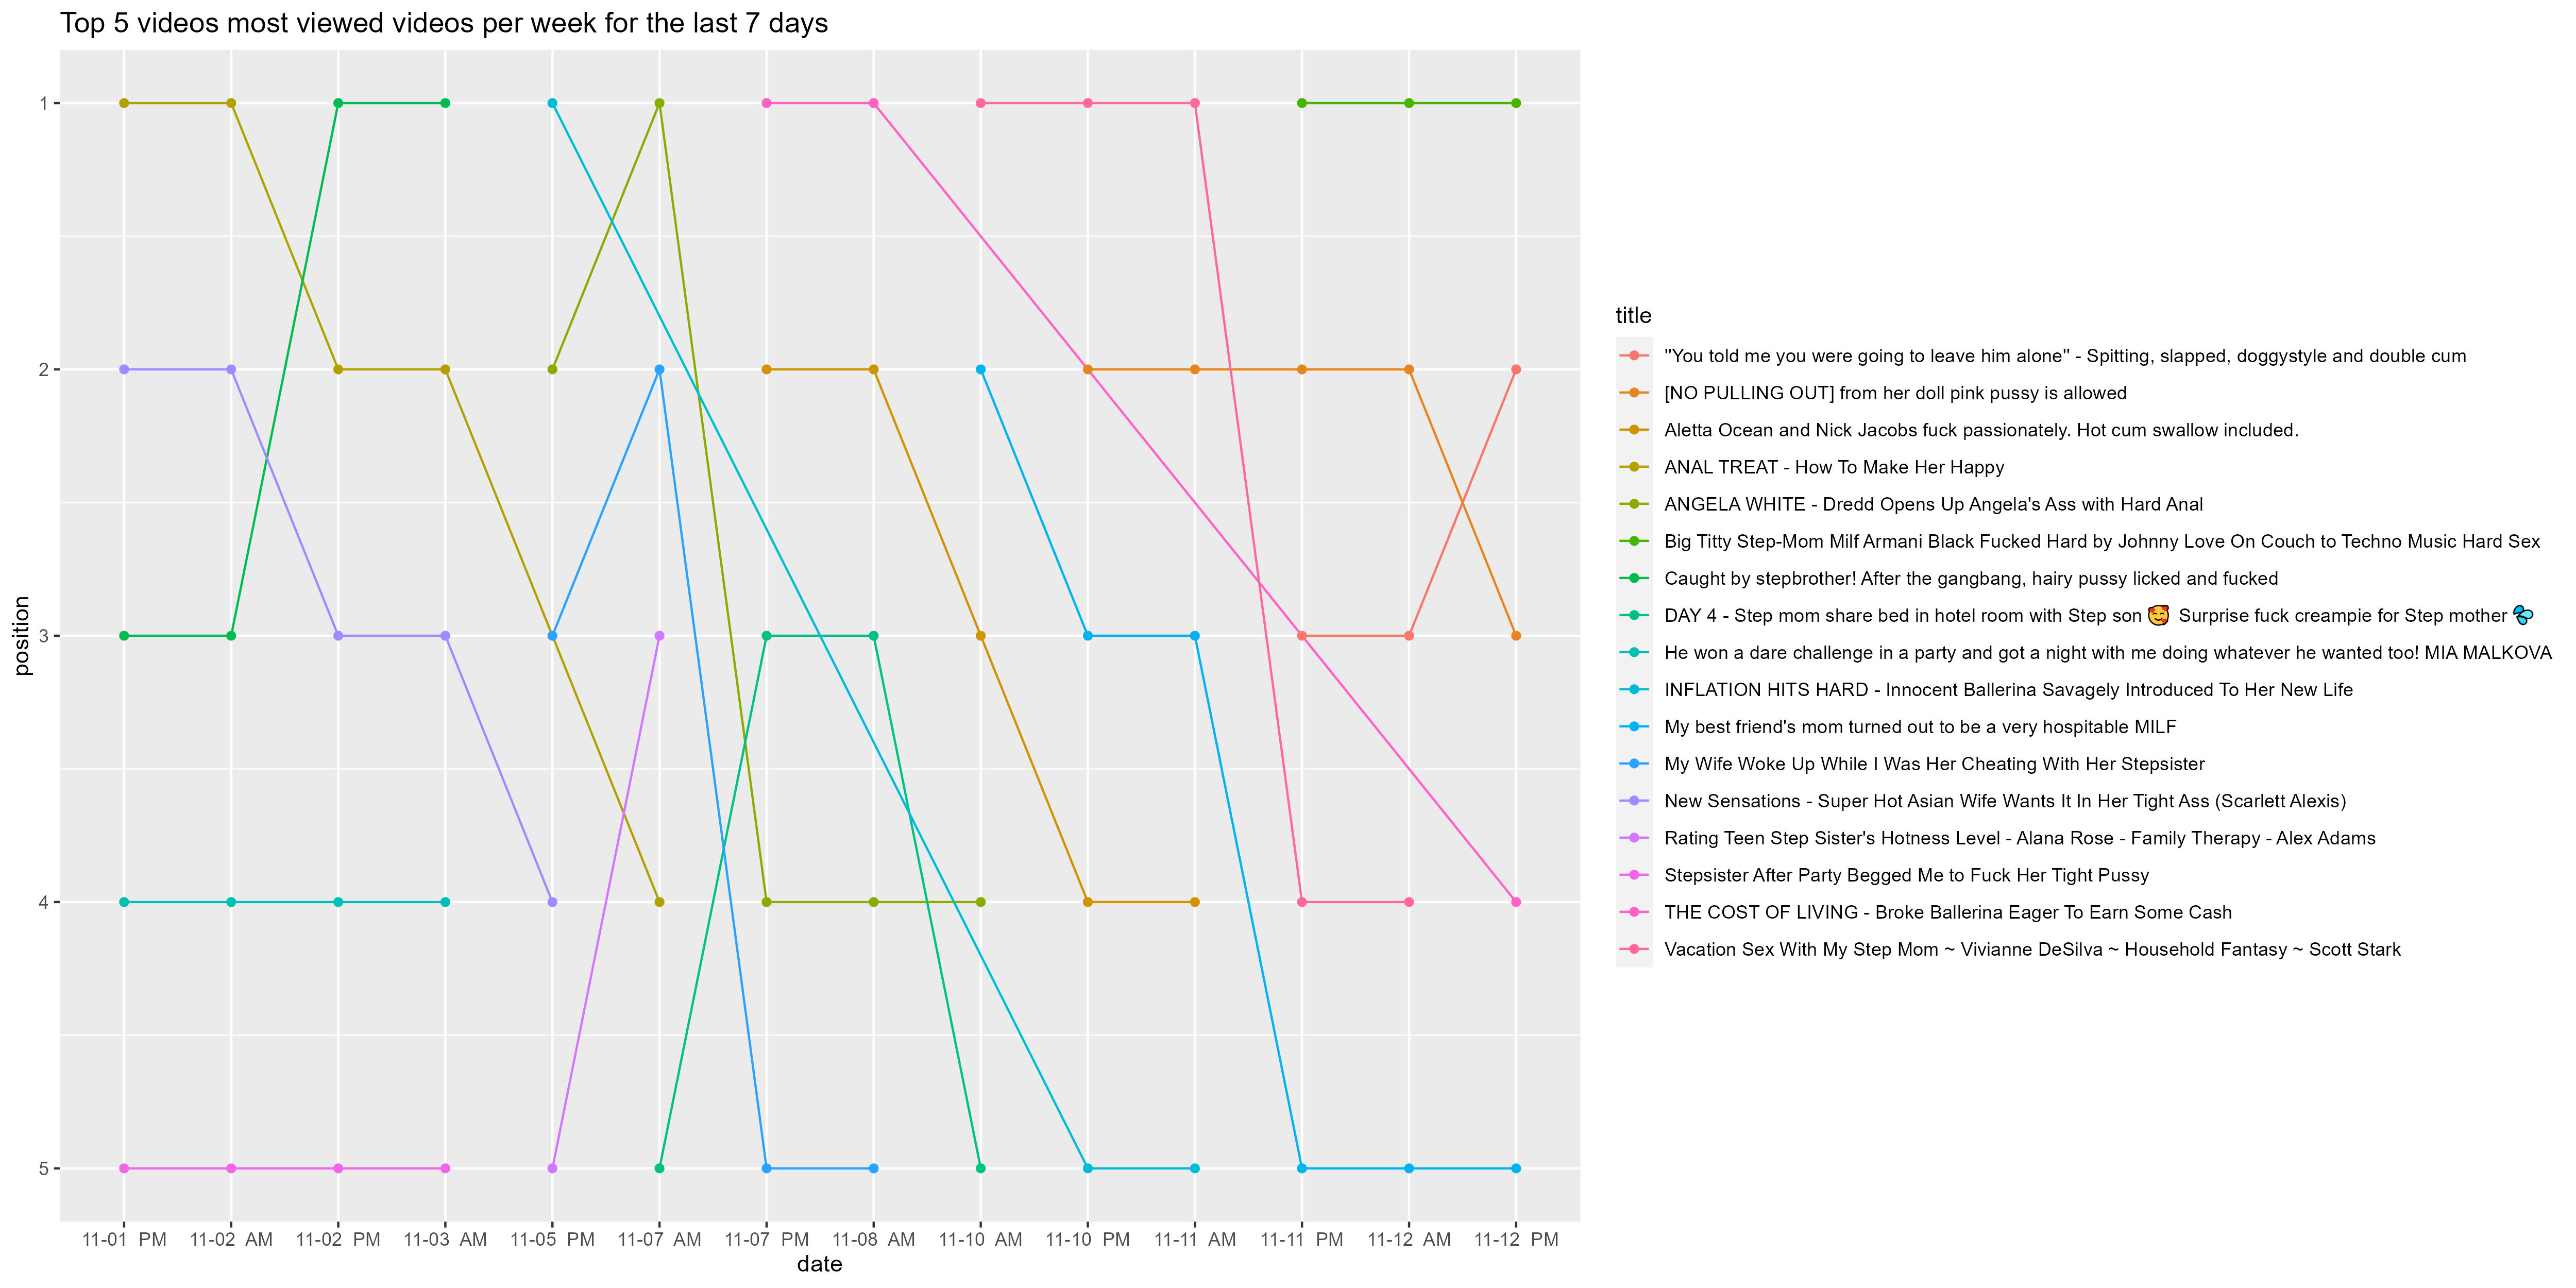 Top 5 videos most viewed videos per week for the last 7 days
position
1
2
3
4
5
11-01 PM
11-02 AM
11-02 PM
11-03 AM
11-05 PM
11-07 AM
11-07 PM
11-08 AM
11-10 AM
11-10 PM
11-11 AM
11-11 PM
11-12 AM
11-12 PM
date
title
"You told me you were going to leave him alone" - Spitting, slapped, doggystyle and double cum
[NO PULLING OUT] from her doll pink pussy is allowed
Aletta Ocean and Nick Jacobs fuck passionately. Hot cum swallow included.
ANAL TREAT - How To Make Her Happy
ANGELA WHITE - Dredd Opens Up Angela's Ass with Hard Anal
Big Titty Step-Mom Milf Armani Black Fucked Hard by Johnny Love On Couch to Techno Music Hard Sex
Caught by stepbrother! After the gangbang, hairy pussy licked and fucked
DAY 4 - Step mom share bed in hotel room with Step son 🥰 Surprise fuck creampie for Step mother 💦
He won a dare challenge in a party and got a night with me doing whatever he wanted too! MIA MALKOVA
INFLATION HITS HARD - Innocent Ballerina Savagely Introduced To Her New Life
My best friend's mom turned out to be a very hospitable MILF
My Wife Woke Up While I Was Her Cheating With Her Stepsister
New Sensations - Super Hot Asian Wife Wants It In Her Tight Ass (Scarlett Alexis)
Rating Teen Step Sister's Hotness Level - Alana Rose - Family Therapy - Alex Adams
Stepsister After Party Begged Me to Fuck Her Tight Pussy
THE COST OF LIVING - Broke Ballerina Eager To Earn Some Cash
Vacation Sex With My Step Mom ~ Vivianne DeSilva ~ Household Fantasy ~ Scott Stark